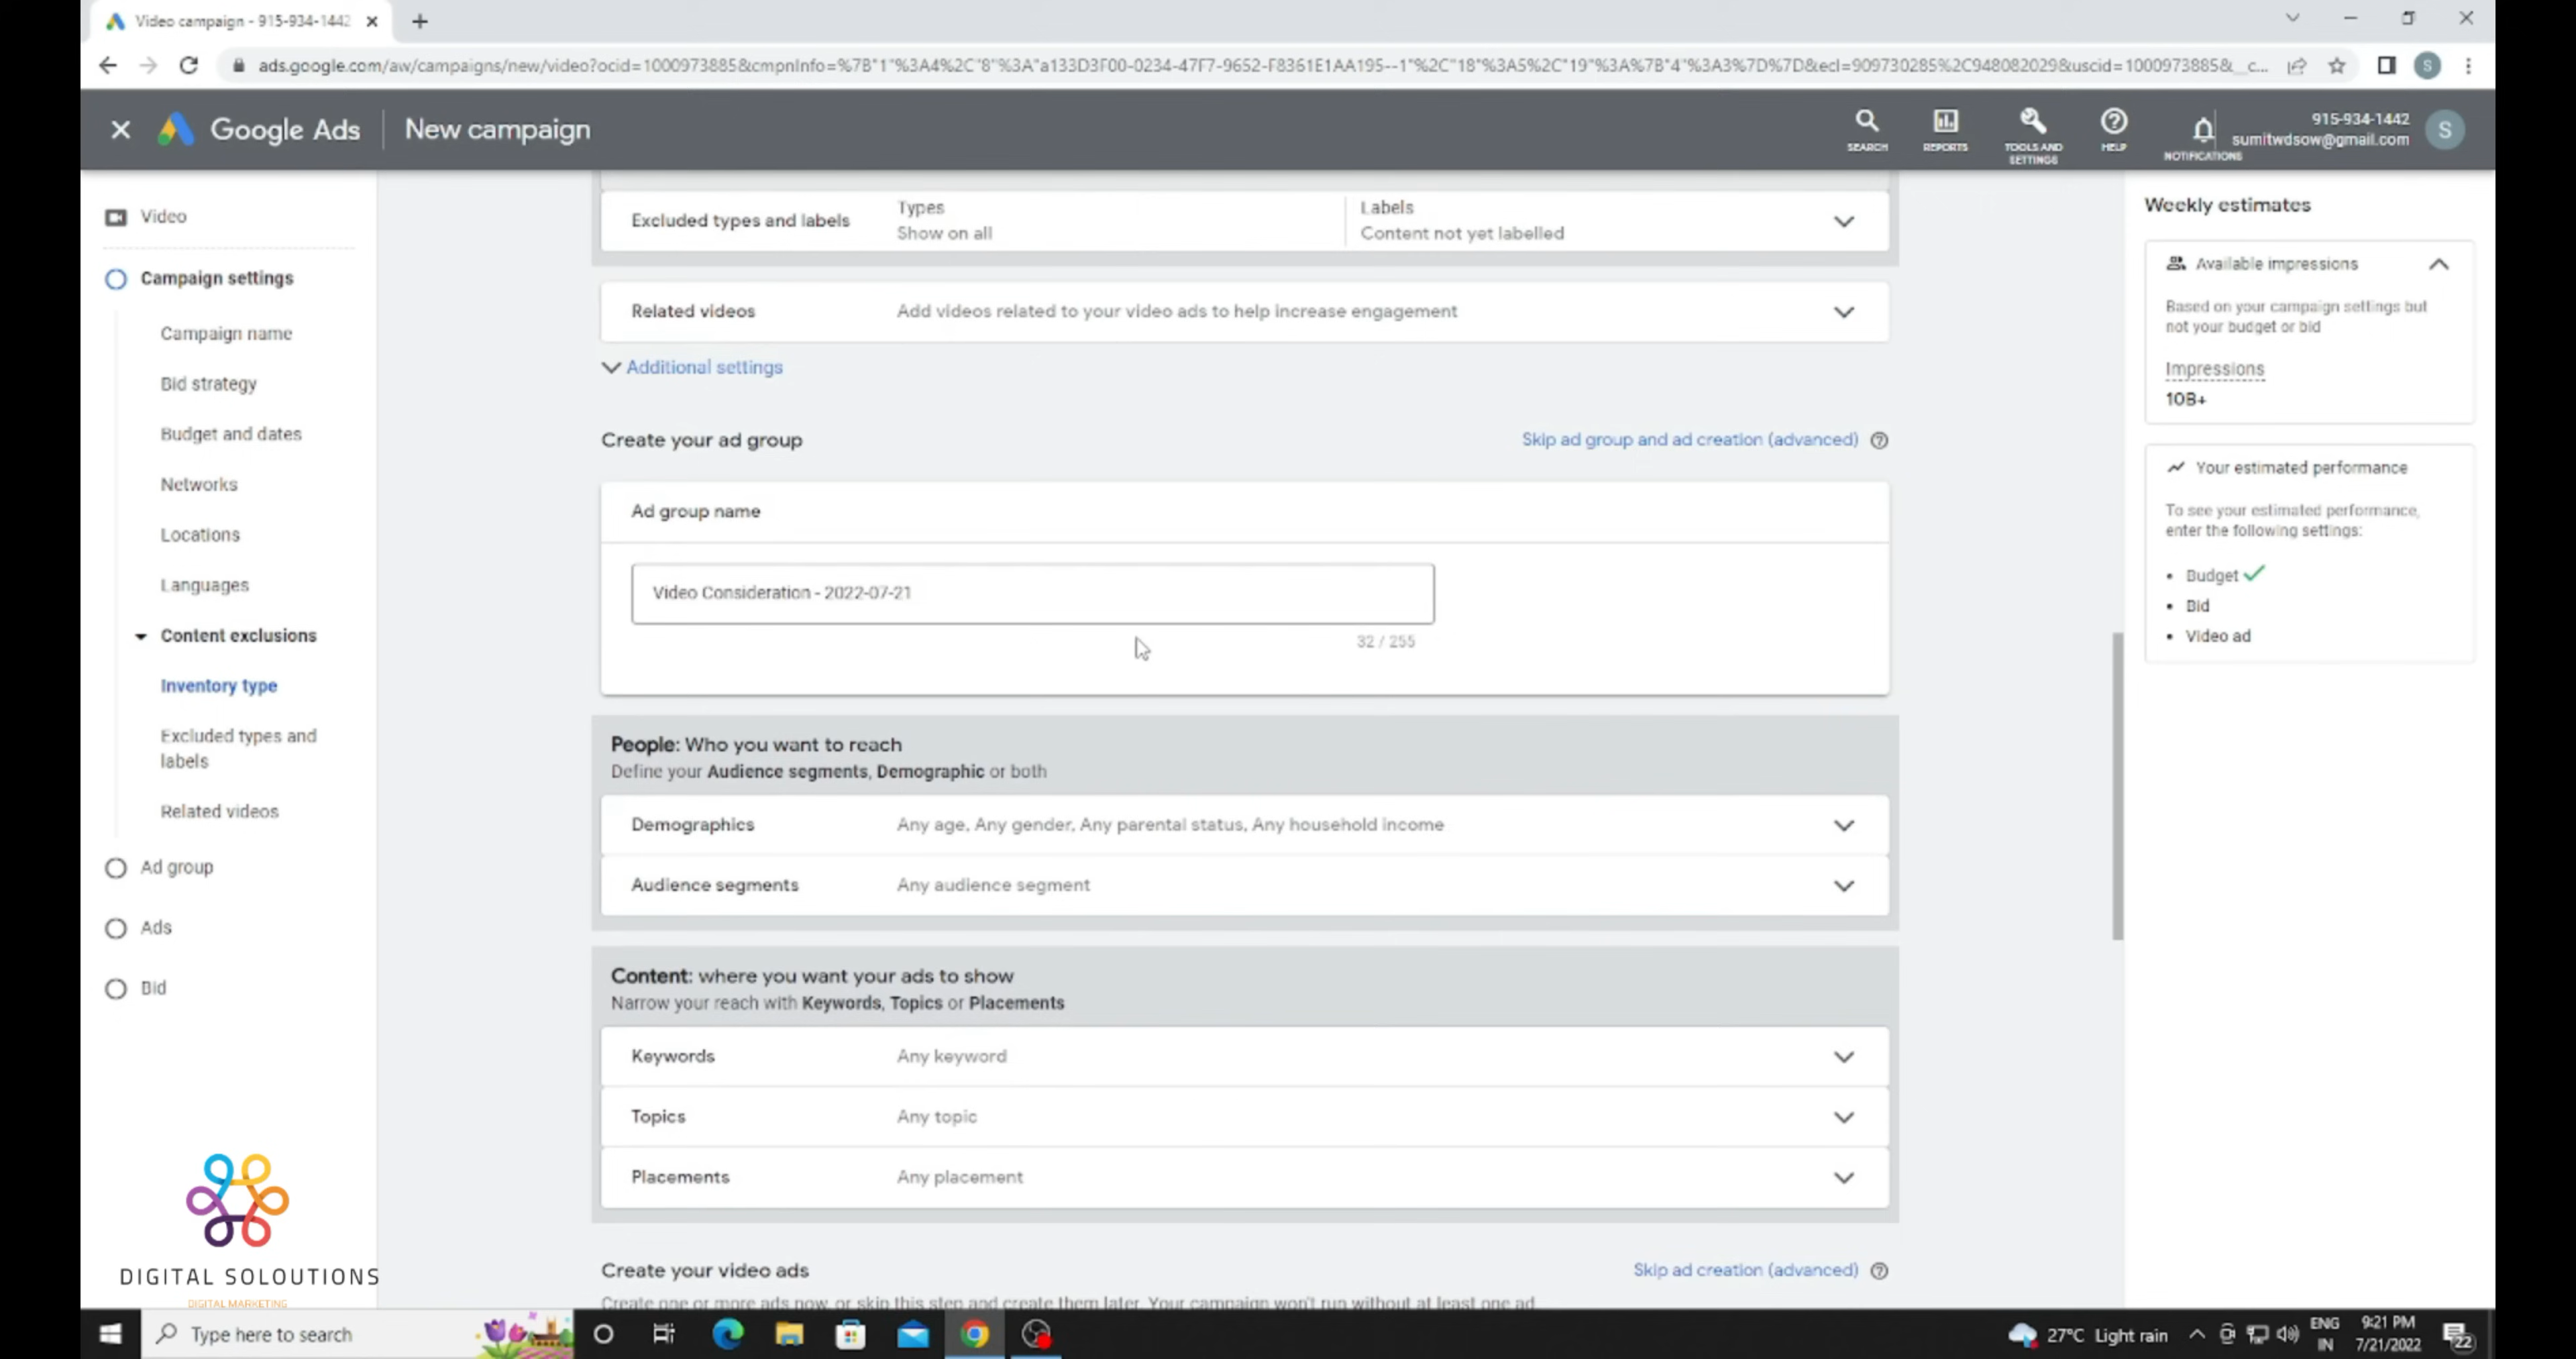 Video campaign - 915-934-1442
ads.google.com/aw/campaigns/new/video?ocid=1000973885&cmpnInfo=%7B"1"%3A4%2C"8"%3A"a133D3F00-0234-47F7-9652-F8361E1AA195--1"%2C"18"%3A5%2C"19"%3A%7B"4"%3A3%7D%7D&ecl=909730285%2C948082029&uscid=1000973885&__c...
S
Google Ads
New campaign
SEARCH
REPORTS
TOOLS AND
SETTINGS
HELP
NOTIFICATIONS
915-934-1442
sumitwdsow@gmail.com
S
Video
Campaign settings
Campaign name
Bid strategy
Budget and dates
Networks
Locations
Languages
Content exclusions
Inventory type
Excluded types and
labels
Related videos
Ad group
Ads
Bid
DIGITAL SOLOUTIONS
DIGITAL MARKETING
Excluded types and labels
Types
Show on all
Labels
Content not yet labelled
Related videos
Add videos related to your video ads to help increase engagement
Additional settings
Create your ad group
Skip ad group and ad creation (advanced)
Ad group name
Video Consideration - 2022-07-21
32 / 255
People: Who you want to reach
Define your Audience segments, Demographic or both
Demographics
Any age, Any gender, Any parental status, Any household income
Audience segments
Any audience segment
Content: where you want your ads to show
Narrow your reach with Keywords, Topics or Placements
Keywords
Any keyword
Topics
Any topic
Placements
Any placement
Create your video ads
Skip ad creation (advanced)
Create one or more ads now, or skip this step and create them later. Your campaign won't run without at least one ad
Weekly estimates
Available impressions
Based on your campaign settings but
not your budget or bid
Impressions
10B+
Your estimated performance
To see your estimated performance,
enter the following settings:
• Budget
• Bid
• Video ad
Type here to search
27°C Light rain
ENG
IN
9:21 PM
7/21/2022
22